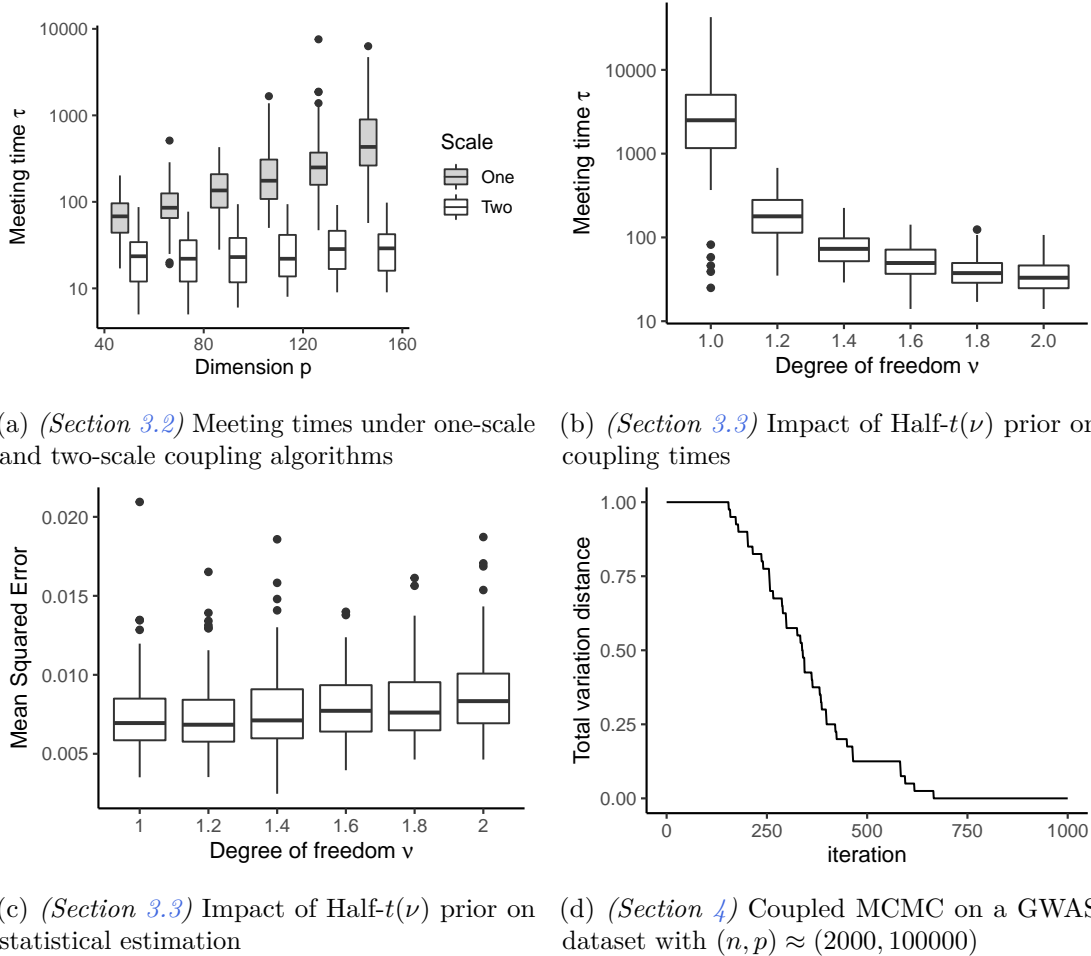 10000
1000
100
10
Meeting time τ
40
80
120
160
Dimension p
Scale
One
Two
(a) (Section 3.2) Meeting times under one-scale
and two-scale coupling algorithms
10000
1000
100
10
Meeting time τ
1.0
1.2
1.4
1.6
1.8
2.0
Degree of freedom ν
(b) (Section 3.3) Impact of Half-t(ν) prior on
coupling times
0.020
0.015
0.010
0.005
Mean Squared Error
1
1.2
1.4
1.6
1.8
2
Degree of freedom ν
(c) (Section 3.3) Impact of Half-t(ν) prior on
statistical estimation
1.00
0.75
0.50
0.25
0.00
Total variation distance
0
250
500
750
1000
iteration
(d) (Section 4) Coupled MCMC on a GWAS
dataset with (n, p) ≈ (2000, 100000)